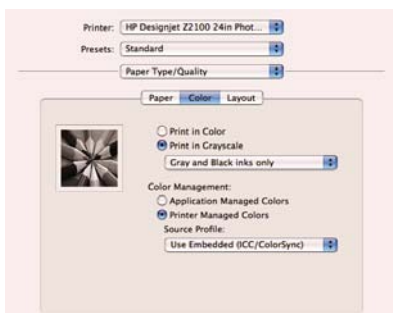 Printer: HP Designjet Z2100 24in Phot...
Presets: Standard
Paper Type/Quality
Paper Color Layout
Print in Color
Print in Grayscale
Gray and Black inks only
Color Management:
Application Managed Colors
Printer Managed Colors
Source Profile:
Use Embedded (ICC/ColorSync)